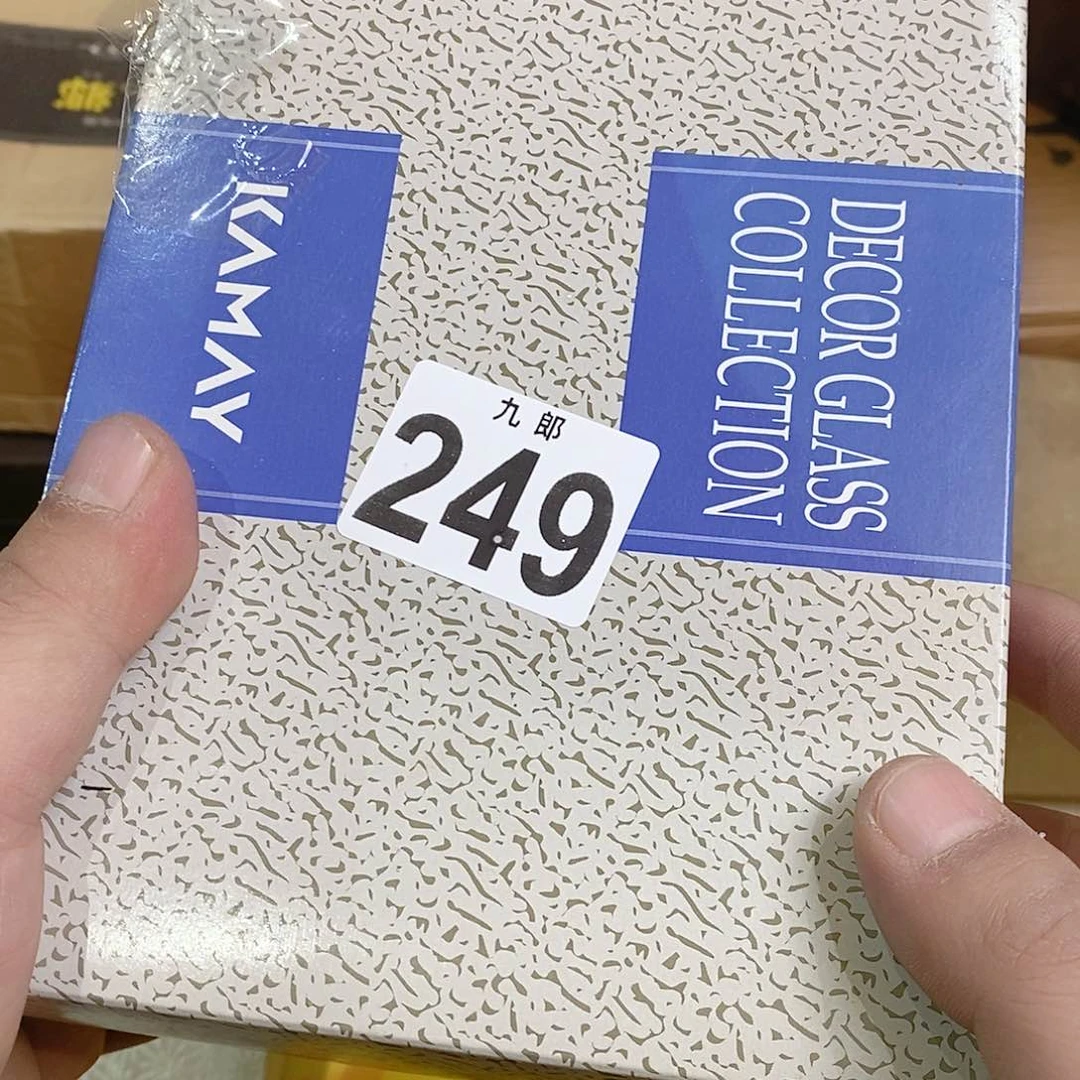 KAMAY
九郎
249
DECOR GLASS
COLLECTION